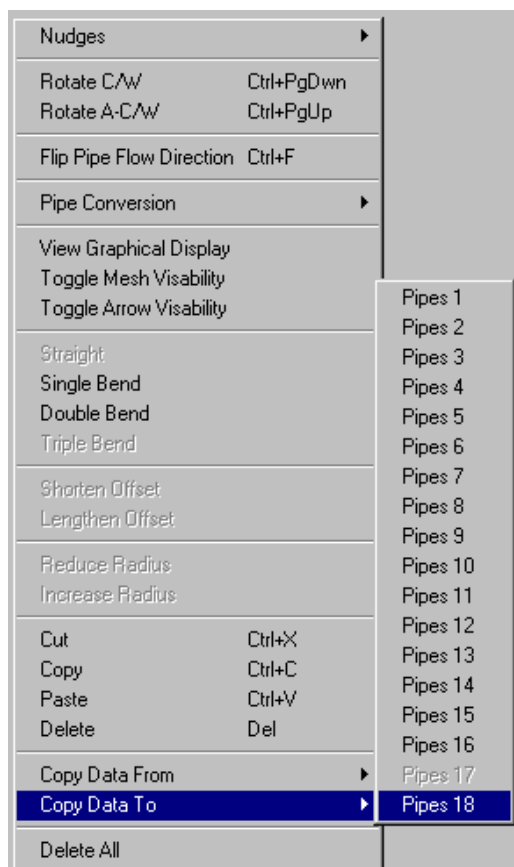 Nudges
Rotate C/W Ctrl+PgDwn
Rotate A-C/W Ctrl+PgUp
Flip Pipe Flow Direction Ctrl+F
Pipe Conversion
View Graphical Display
Toggle Mesh Visability
Toggle Arrow Visability
Straight
Single Bend
Double Bend
Triple Bend
Shorten Offset
Lengthen Offset
Reduce Radius
Increase Radius
Cut Ctrl+X
Copy Ctrl+C
Paste Ctrl+V
Delete Del
Copy Data From
Copy Data To
Delete All
Pipes 1
Pipes 2
Pipes 3
Pipes 4
Pipes 5
Pipes 6
Pipes 7
Pipes 8
Pipes 9
Pipes 10
Pipes 11
Pipes 12
Pipes 13
Pipes 14
Pipes 15
Pipes 16
Pipes 17
Pipes 18